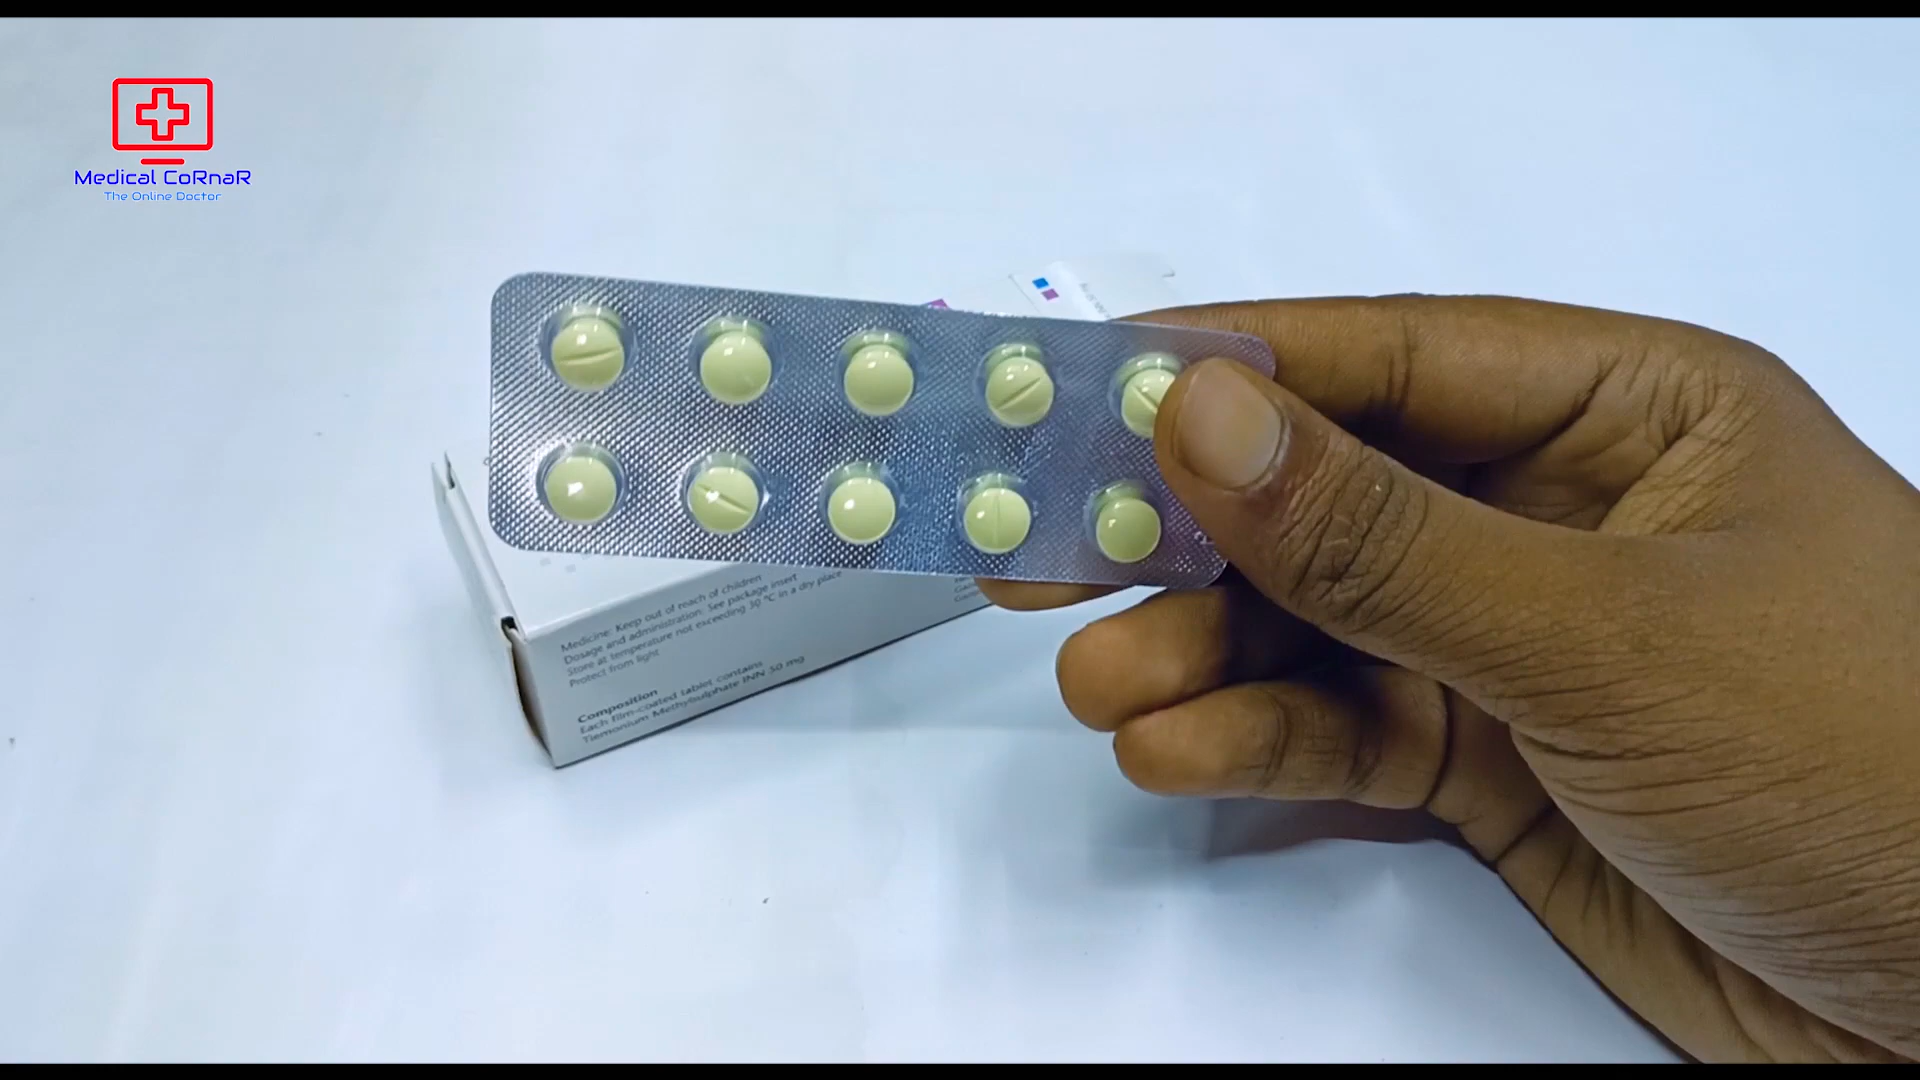 Medical CoRnaR
The Online Doctor
Medicine: Keep out of reach of children
Dosage and administration: See package insert
Store at temperature not exceeding 30 °C in a dry place
Protect from light
Composition
Each film-coated tablet contains
Tiemonium Methylsulphate INN 50 mg